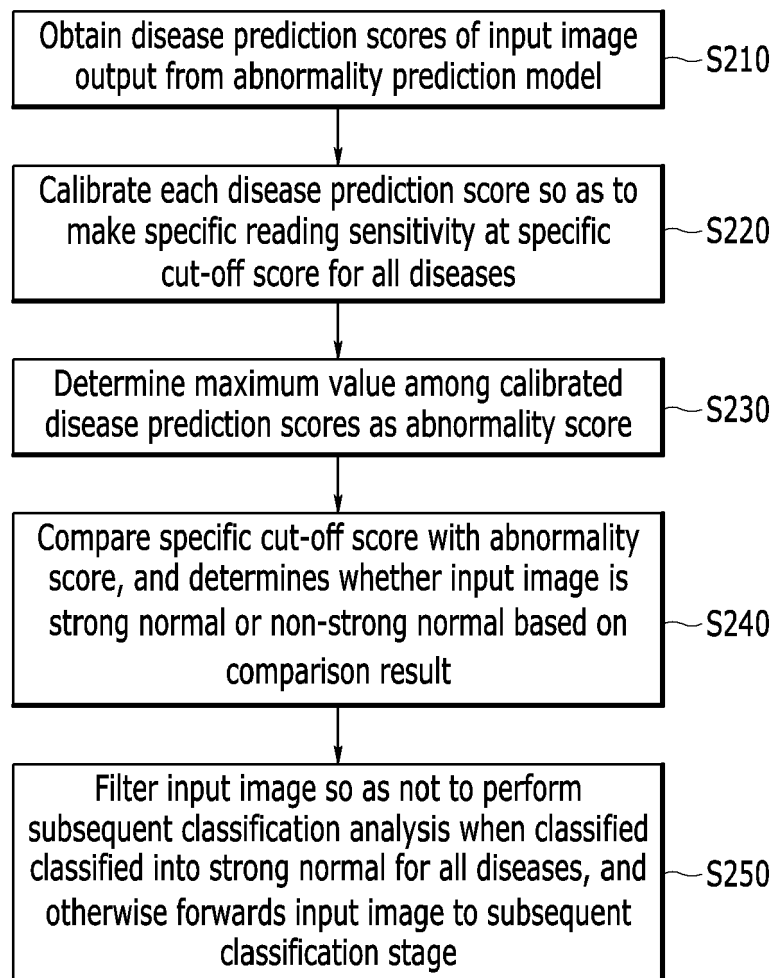 Obtain disease prediction scores of input image
output from abnormality prediction model
S210
Calibrate each disease prediction score so as to
make specific reading sensitivity at specific
cut-off score for all diseases
S220
Determine maximum value among calibrated
disease prediction scores as abnormality score
S230
Compare specific cut-off score with abnormality
score, and determines whether input image is
strong normal or non-strong normal based on
comparison result
S240
Filter input image so as not to perform
subsequent classification analysis when classified
classified into strong normal for all diseases, and
otherwise forwards input image to subsequent
classification stage
S250